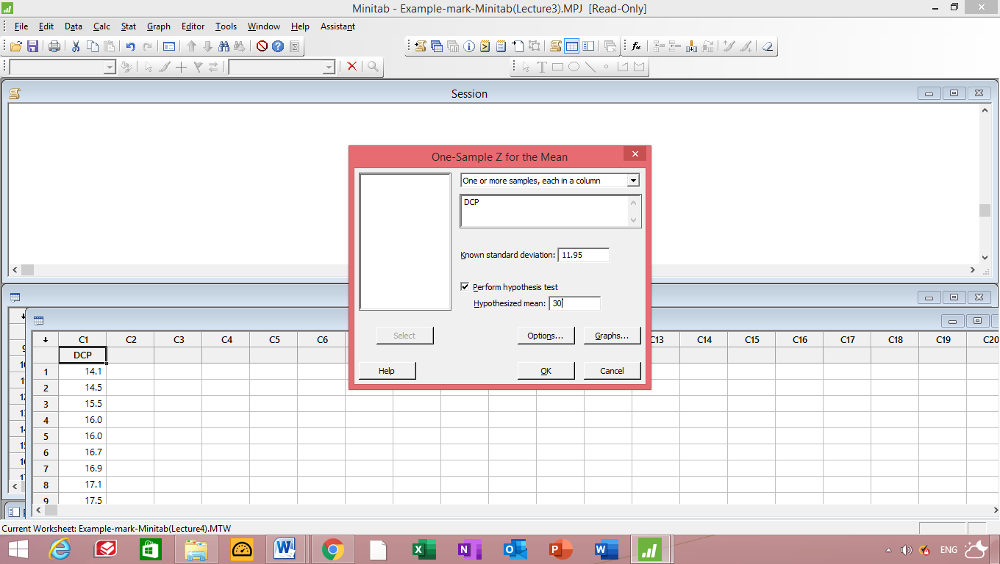 Minitab - Example-mark-Minitab(Lecture3).MPJ [Read-Only]
File Edit Data Calc Stat Graph Editor Tools Window Help Assistant
Session
One-Sample Z for the Mean
One or more samples, each in a column
DCP
Known standard deviation: 11.95
Perform hypothesis test
Hypothesized mean: 30
Select Options... Graphs...
Help OK Cancel
C1 C2 C3 C4 C5 C6 C13 C14 C15 C16 C17 C18 C19 C20
DCP
1 14.1
2 14.5
3 15.5
4 16.0
5 16.0
6 16.7
7 16.9
8 17.1
9 17.5
Current Worksheet: Example-mark-Minitab(Lecture4).MTW
ENG